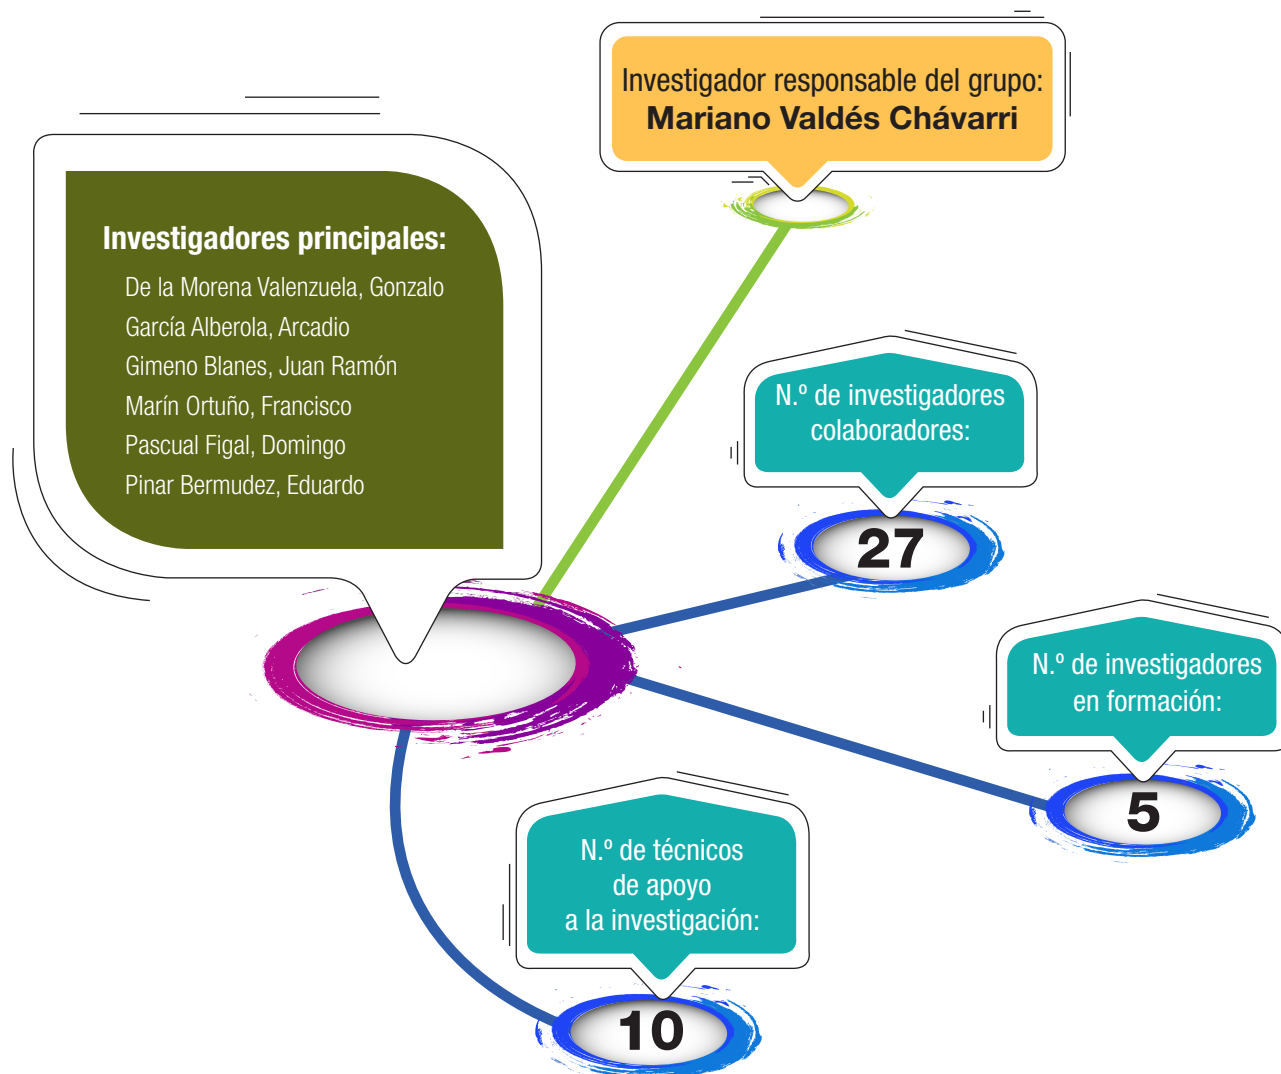 Investigador responsable del grupo:
Mariano Valdés Chávarri
Investigadores principales:
De la Morena Valenzuela, Gonzalo
García Alberola, Arcadio
Gimeno Blanes, Juan Ramón
Marín Ortuño, Francisco
Pascual Figal, Domingo
Pinar Bermudez, Eduardo
N.º de investigadores
colaboradores:
27
N.º de investigadores
en formación:
5
N.º de técnicos
de apoyo
a la investigación:
10